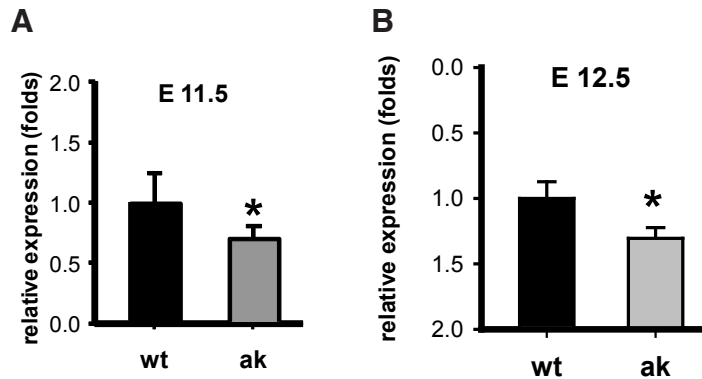 A
relative expression (folds)
2.0
1.5
1.0
0.5
0.0
E 11.5
*
wt ak
B
relative expression (folds)
0.0
0.5
1.0
1.5
2.0
E 12.5
*
wt ak